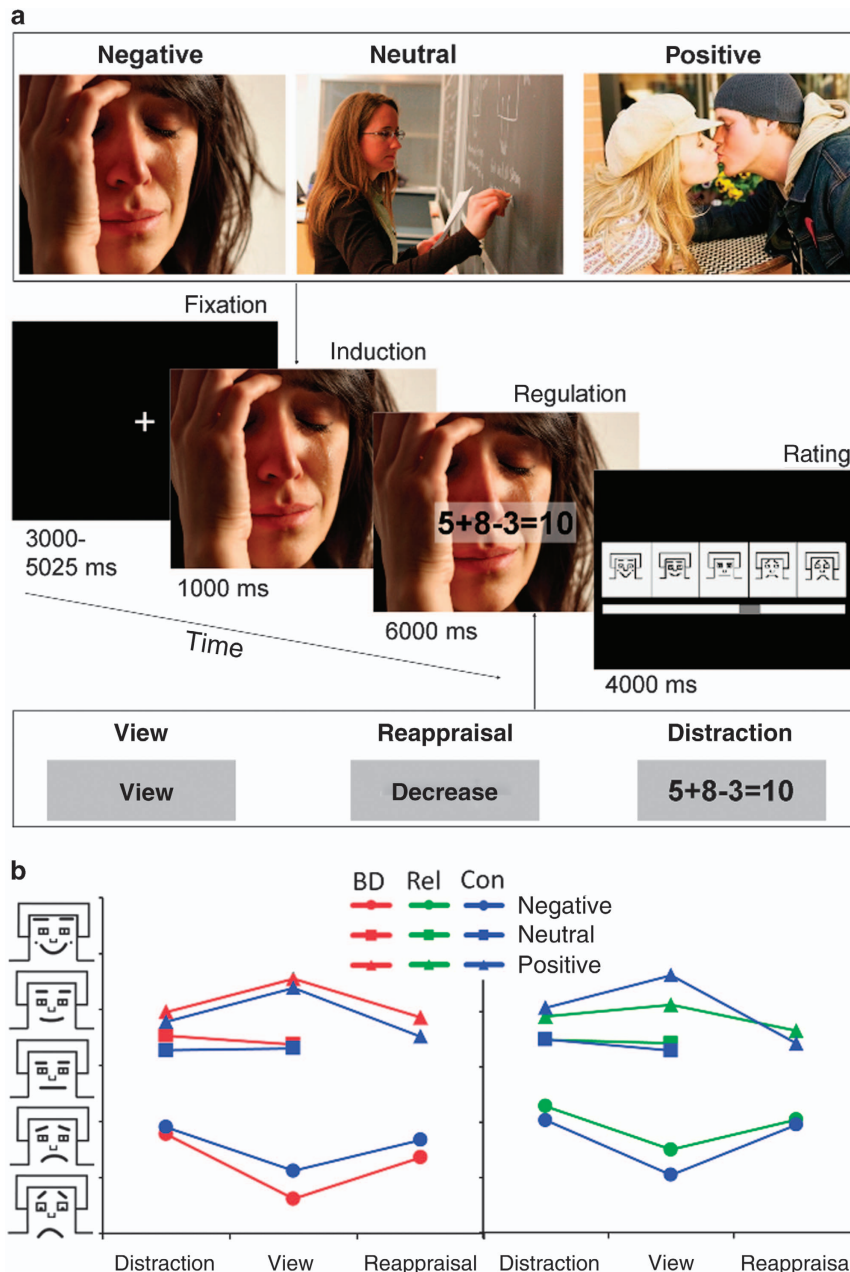 a
Negative Neutral Positive
Fixation
Induction
Regulation
Rating
+
5+8-3=10
3000-
5025 ms
1000 ms
6000 ms
4000 ms
Time
View Reappraisal Distraction
View Decrease 5+8-3=10
b
BD Rel Con
Negative
Neutral
Positive
Distraction View Reappraisal Distraction View Reappraisal